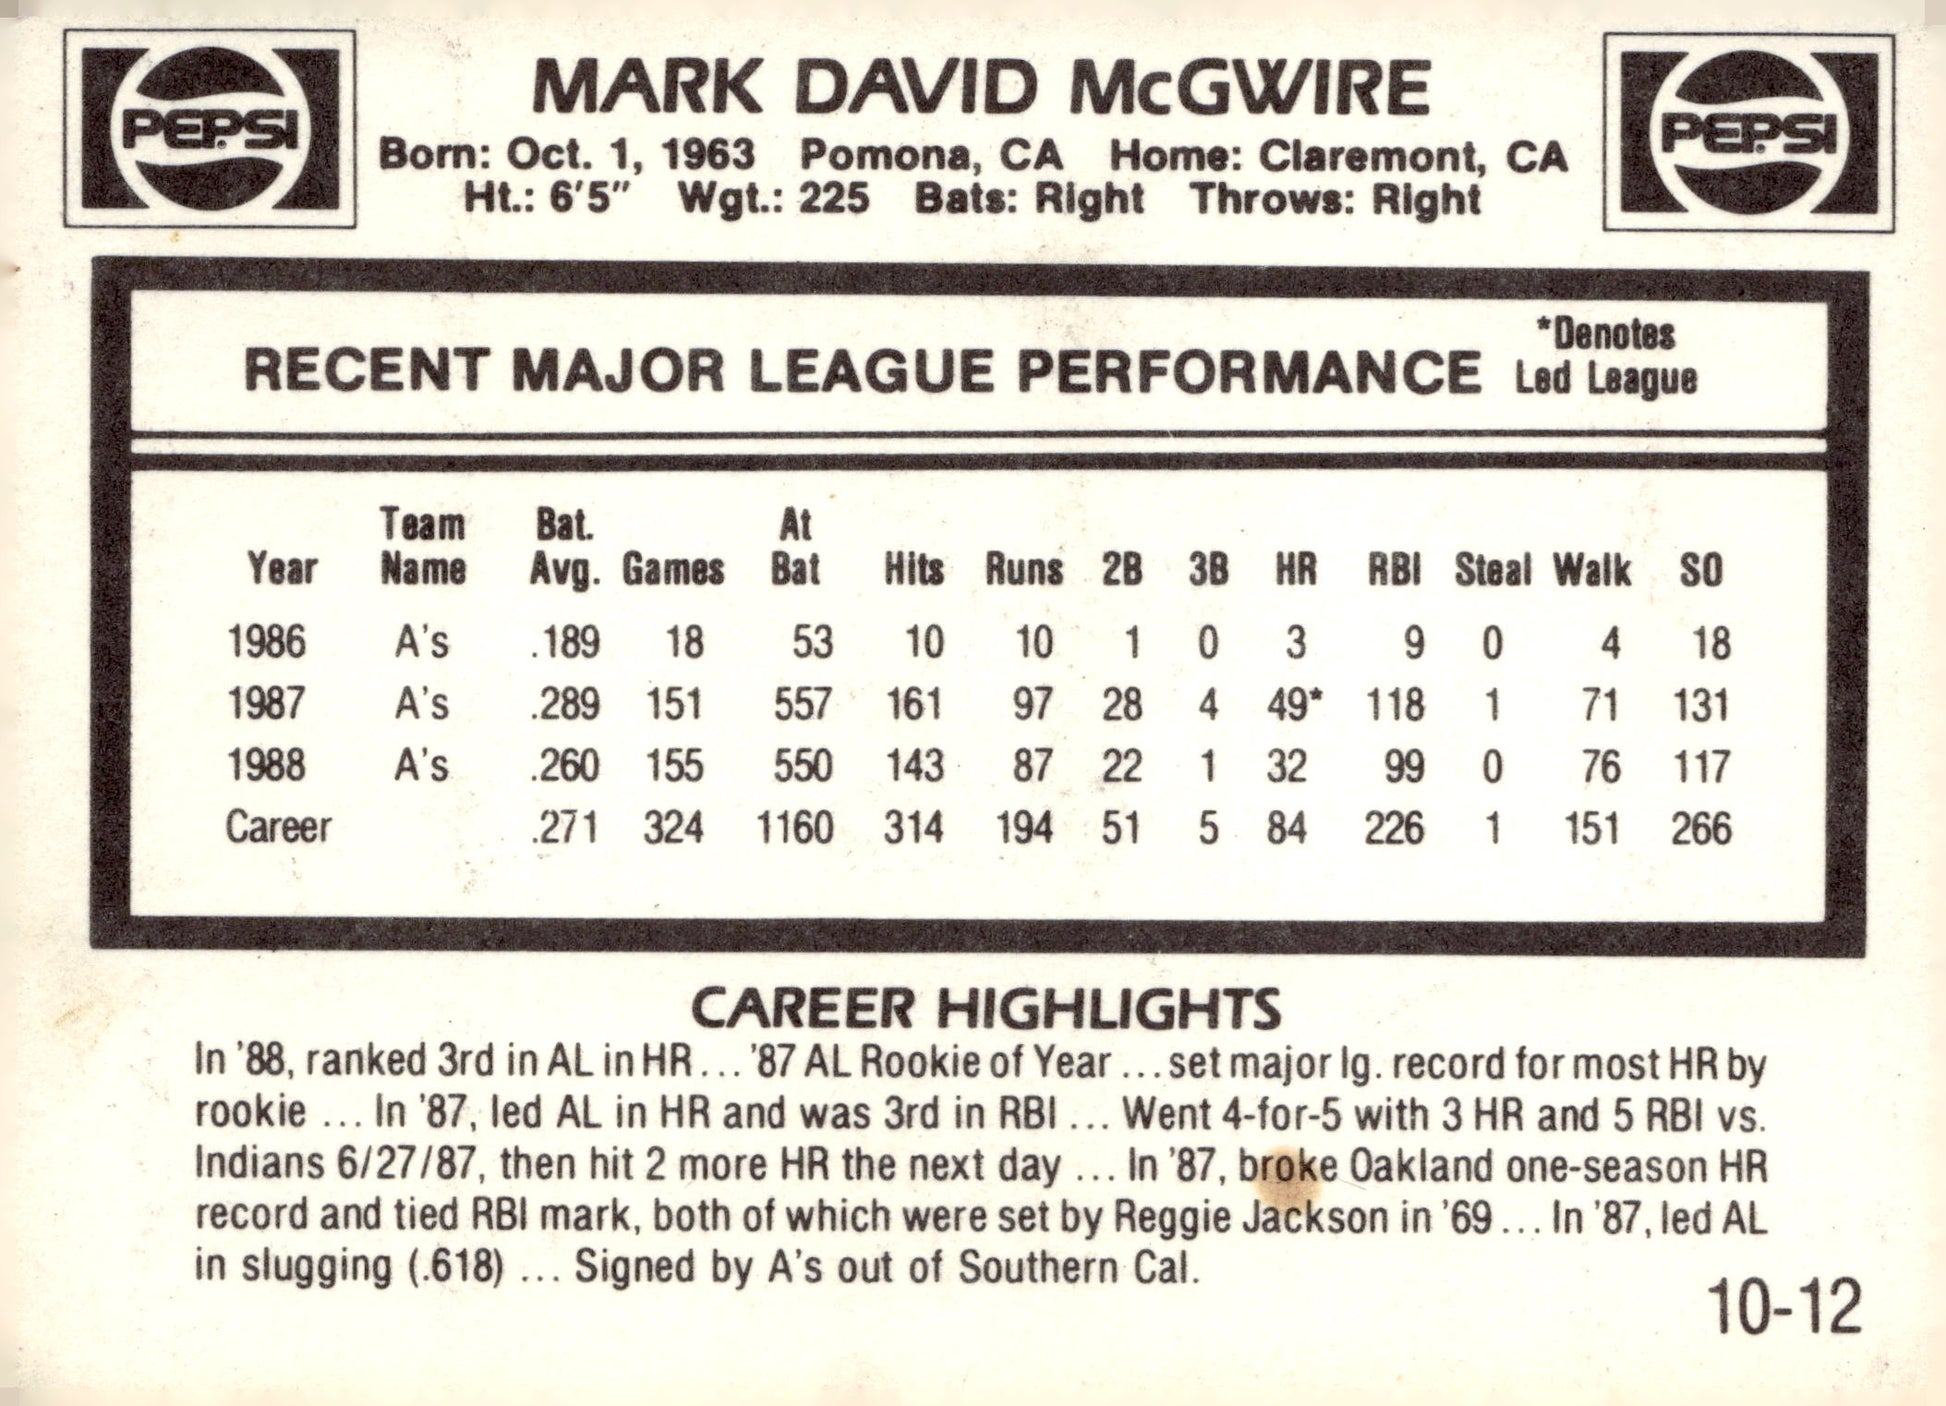 PEPSI MARK DAVID McGWIRE PEPSI
Born: Oct. 1, 1963 Pomona, CA Home: Claremont, CA
Ht.: 6'5" Wgt.: 225 Bats: Right Throws: Right
*Denotes
RECENT MAJOR LEAGUE PERFORMANCE Led League
Team Bat. At
Year Name Avg. Games Bat Hits Runs 2B 3B HR RBI Steal Walk SO
1986 A's .189 18 53 10 10 1 0 3 9 0 4 18
1987 A's .289 151 557 161 97 28 4 49* 118 1 71 131
1988 A's .260 155 550 143 87 22 1 32 99 0 76 117
Career .271 324 1160 314 194 51 5 84 226 1 151 266
CAREER HIGHLIGHTS
In '88, ranked 3rd in AL in HR... '87 AL Rookie of Year ... set major lg. record for most HR by
rookie ... In '87, led AL in HR and was 3rd in RBI ... Went 4-for-5 with 3 HR and 5 RBI vs.
Indians 6/27/87, then hit 2 more HR the next day ... In '87, broke Oakland one-season HR
record and tied RBI mark, both of which were set by Reggie Jackson in '69 ... In '87, led AL
in slugging (.618) ... Signed by A's out of Southern Cal.
10-12